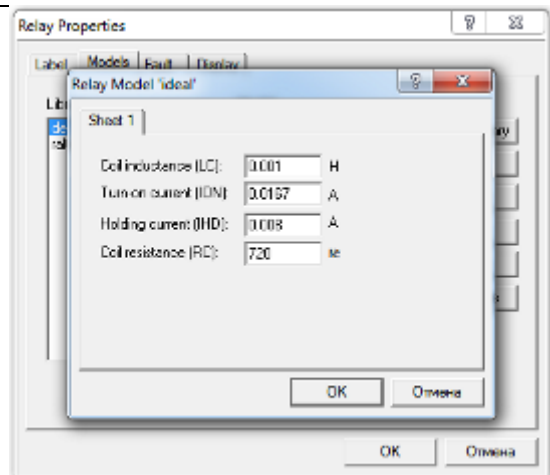 Relay Properties
Label Models Fault Display
Relay Model 'ideal'
Sheet 1
Coil inductance (LC): 0.001 H
Turn-on current (ION): 0.0167 A
Holding current (IHD): 0.008 A
Coil resistance (RC): 720
OK Отмена
OK Отмена